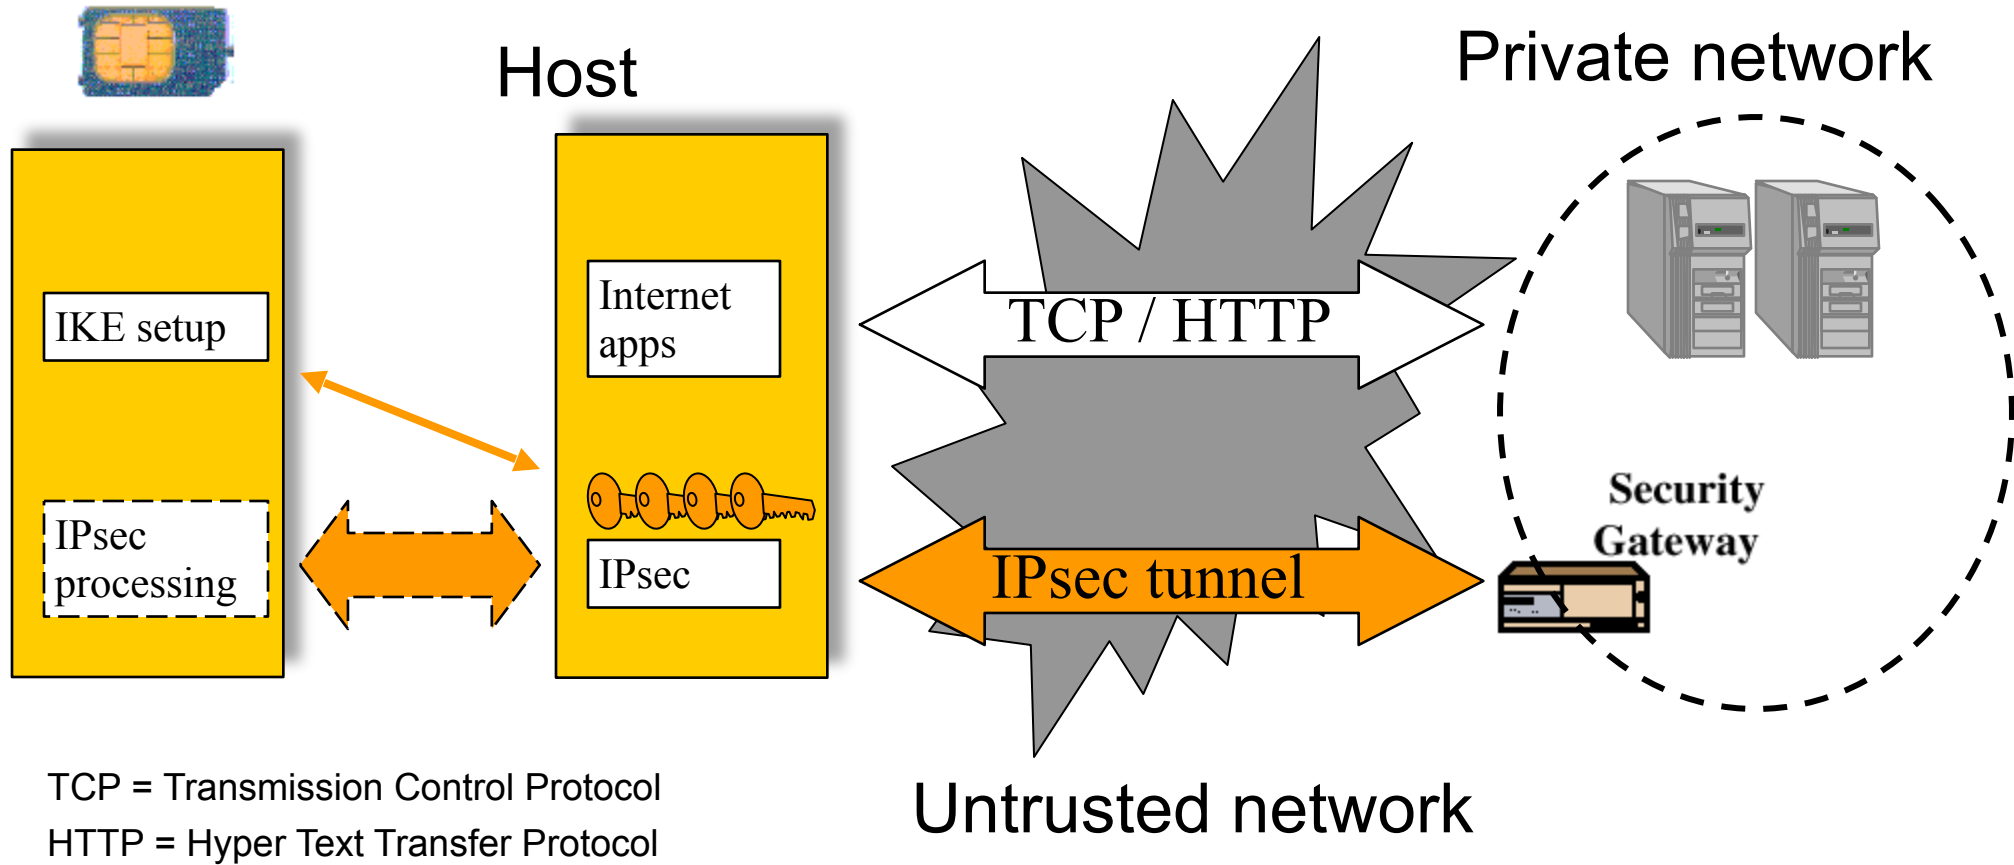 Host
Private network
IKE setup
Internet
apps
TCP / HTTP
IPsec
processing
IPsec
IPsec tunnel
Security
Gateway
Untrusted network
TCP = Transmission Control Protocol
HTTP = Hyper Text Transfer Protocol